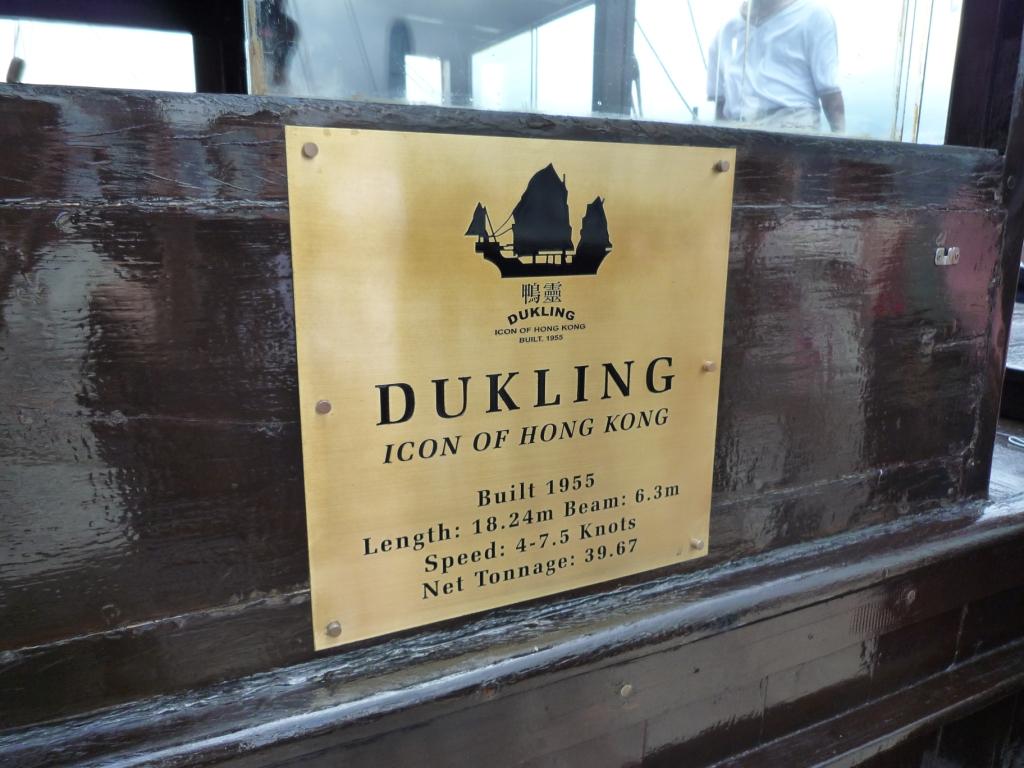 鴨靈
DUKLING
ICON OF HONG KONG
BUILT. 1955
DUKLING
ICON OF HONG KONG
Built 1955
Length: 18.24m Beam: 6.3m
Speed: 4-7.5 Knots
Net Tonnage: 39.67